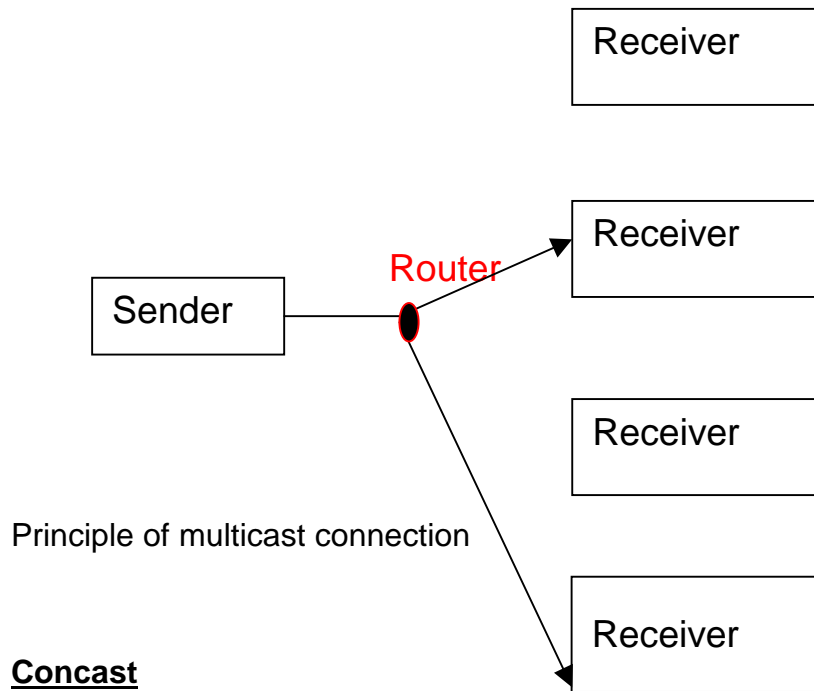 Receiver
Receiver
Router
Sender
Receiver
Principle of multicast connection
Receiver
Concast